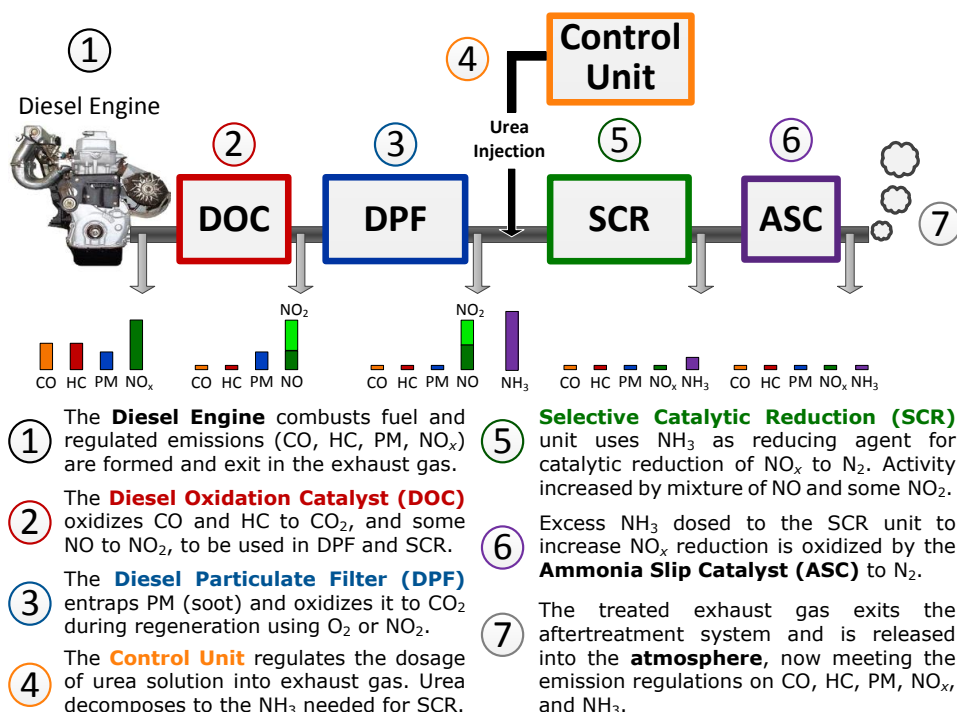 1
Diesel Engine
2
3
4
Control
Unit
Urea
Injection
5
6
7
DOC
DPF
SCR
ASC
CO HC PM NOₓ
NO₂
CO HC PM NO
NO₂
CO HC PM NO NH₃
CO HC PM NOₓ NH₃
CO HC PM NOₓ NH₃
1
The Diesel Engine combusts fuel and
regulated emissions (CO, HC, PM, NOₓ)
are formed and exit in the exhaust gas.
2
The Diesel Oxidation Catalyst (DOC)
oxidizes CO and HC to CO₂, and some
NO to NO₂, to be used in DPF and SCR.
3
The Diesel Particulate Filter (DPF)
entraps PM (soot) and oxidizes it to CO₂
during regeneration using O₂ or NO₂.
4
The Control Unit regulates the dosage
of urea solution into exhaust gas. Urea
decomposes to the NH₃ needed for SCR.
5
Selective Catalytic Reduction (SCR)
unit uses NH₃ as reducing agent for
catalytic reduction of NOₓ to N₂. Activity
increased by mixture of NO and some NO₂.
6
Excess NH₃ dosed to the SCR unit to
increase NOₓ reduction is oxidized by the
Ammonia Slip Catalyst (ASC) to N₂.
7
The treated exhaust gas exits the
aftertreatment system and is released
into the atmosphere, now meeting the
emission regulations on CO, HC, PM, NOₓ,
and NH₃.